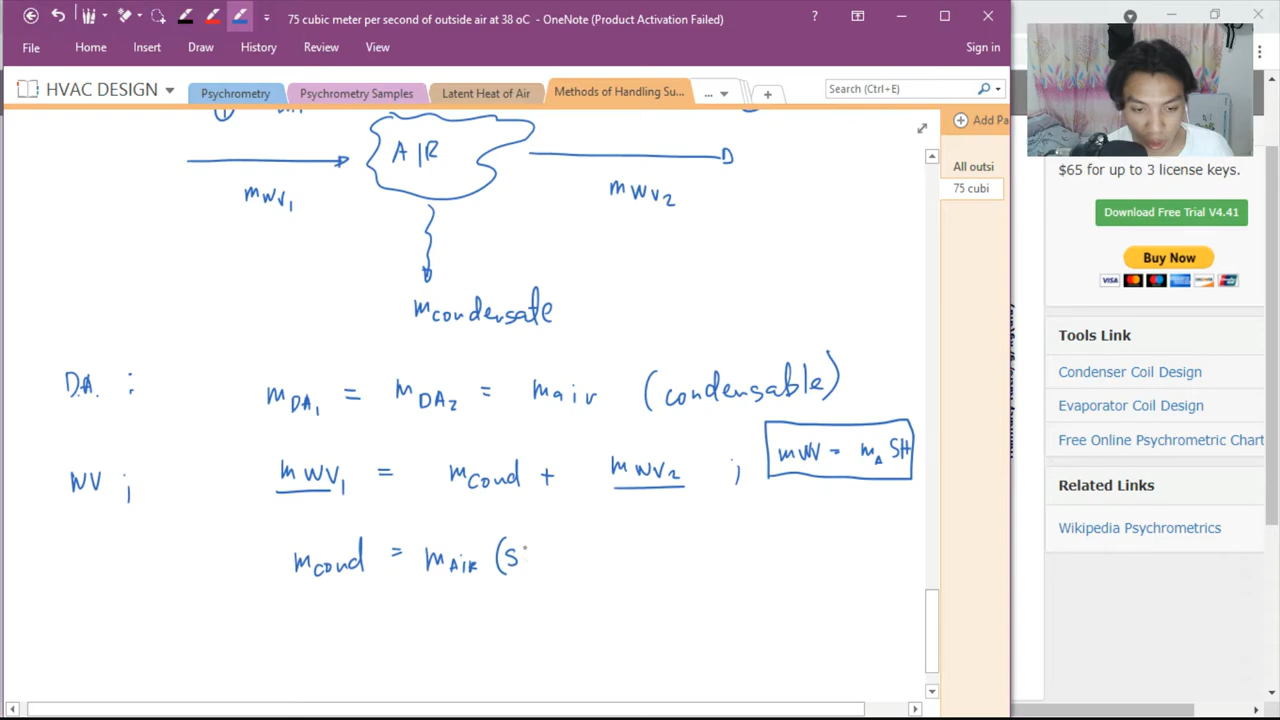 75 cubic meter per second of outside air at 38 oC - OneNote (Product Activation Failed)
File Home Insert Draw History Review View Sign in
HVAC DESIGN Psychrometry Psychrometry Samples Latent Heat of Air Methods of Handling Su... ... Search (Ctrl+E)
Add Pa
All outsi
75 cubi
AIR
mWV1 mWV2
mcondensate
D.A. : mDA1 = mDA2 = mair (condensable)
WV ; mWV1 = mcond + mWV2 ; mWV = mA SH
mcond = mAIR (S
$65 for up to 3 license keys.
Download Free Trial V4.41
Buy Now
VISA
Tools Link
Condenser Coil Design
Evaporator Coil Design
Free Online Psychrometric Chart
Related Links
Wikipedia Psychrometrics